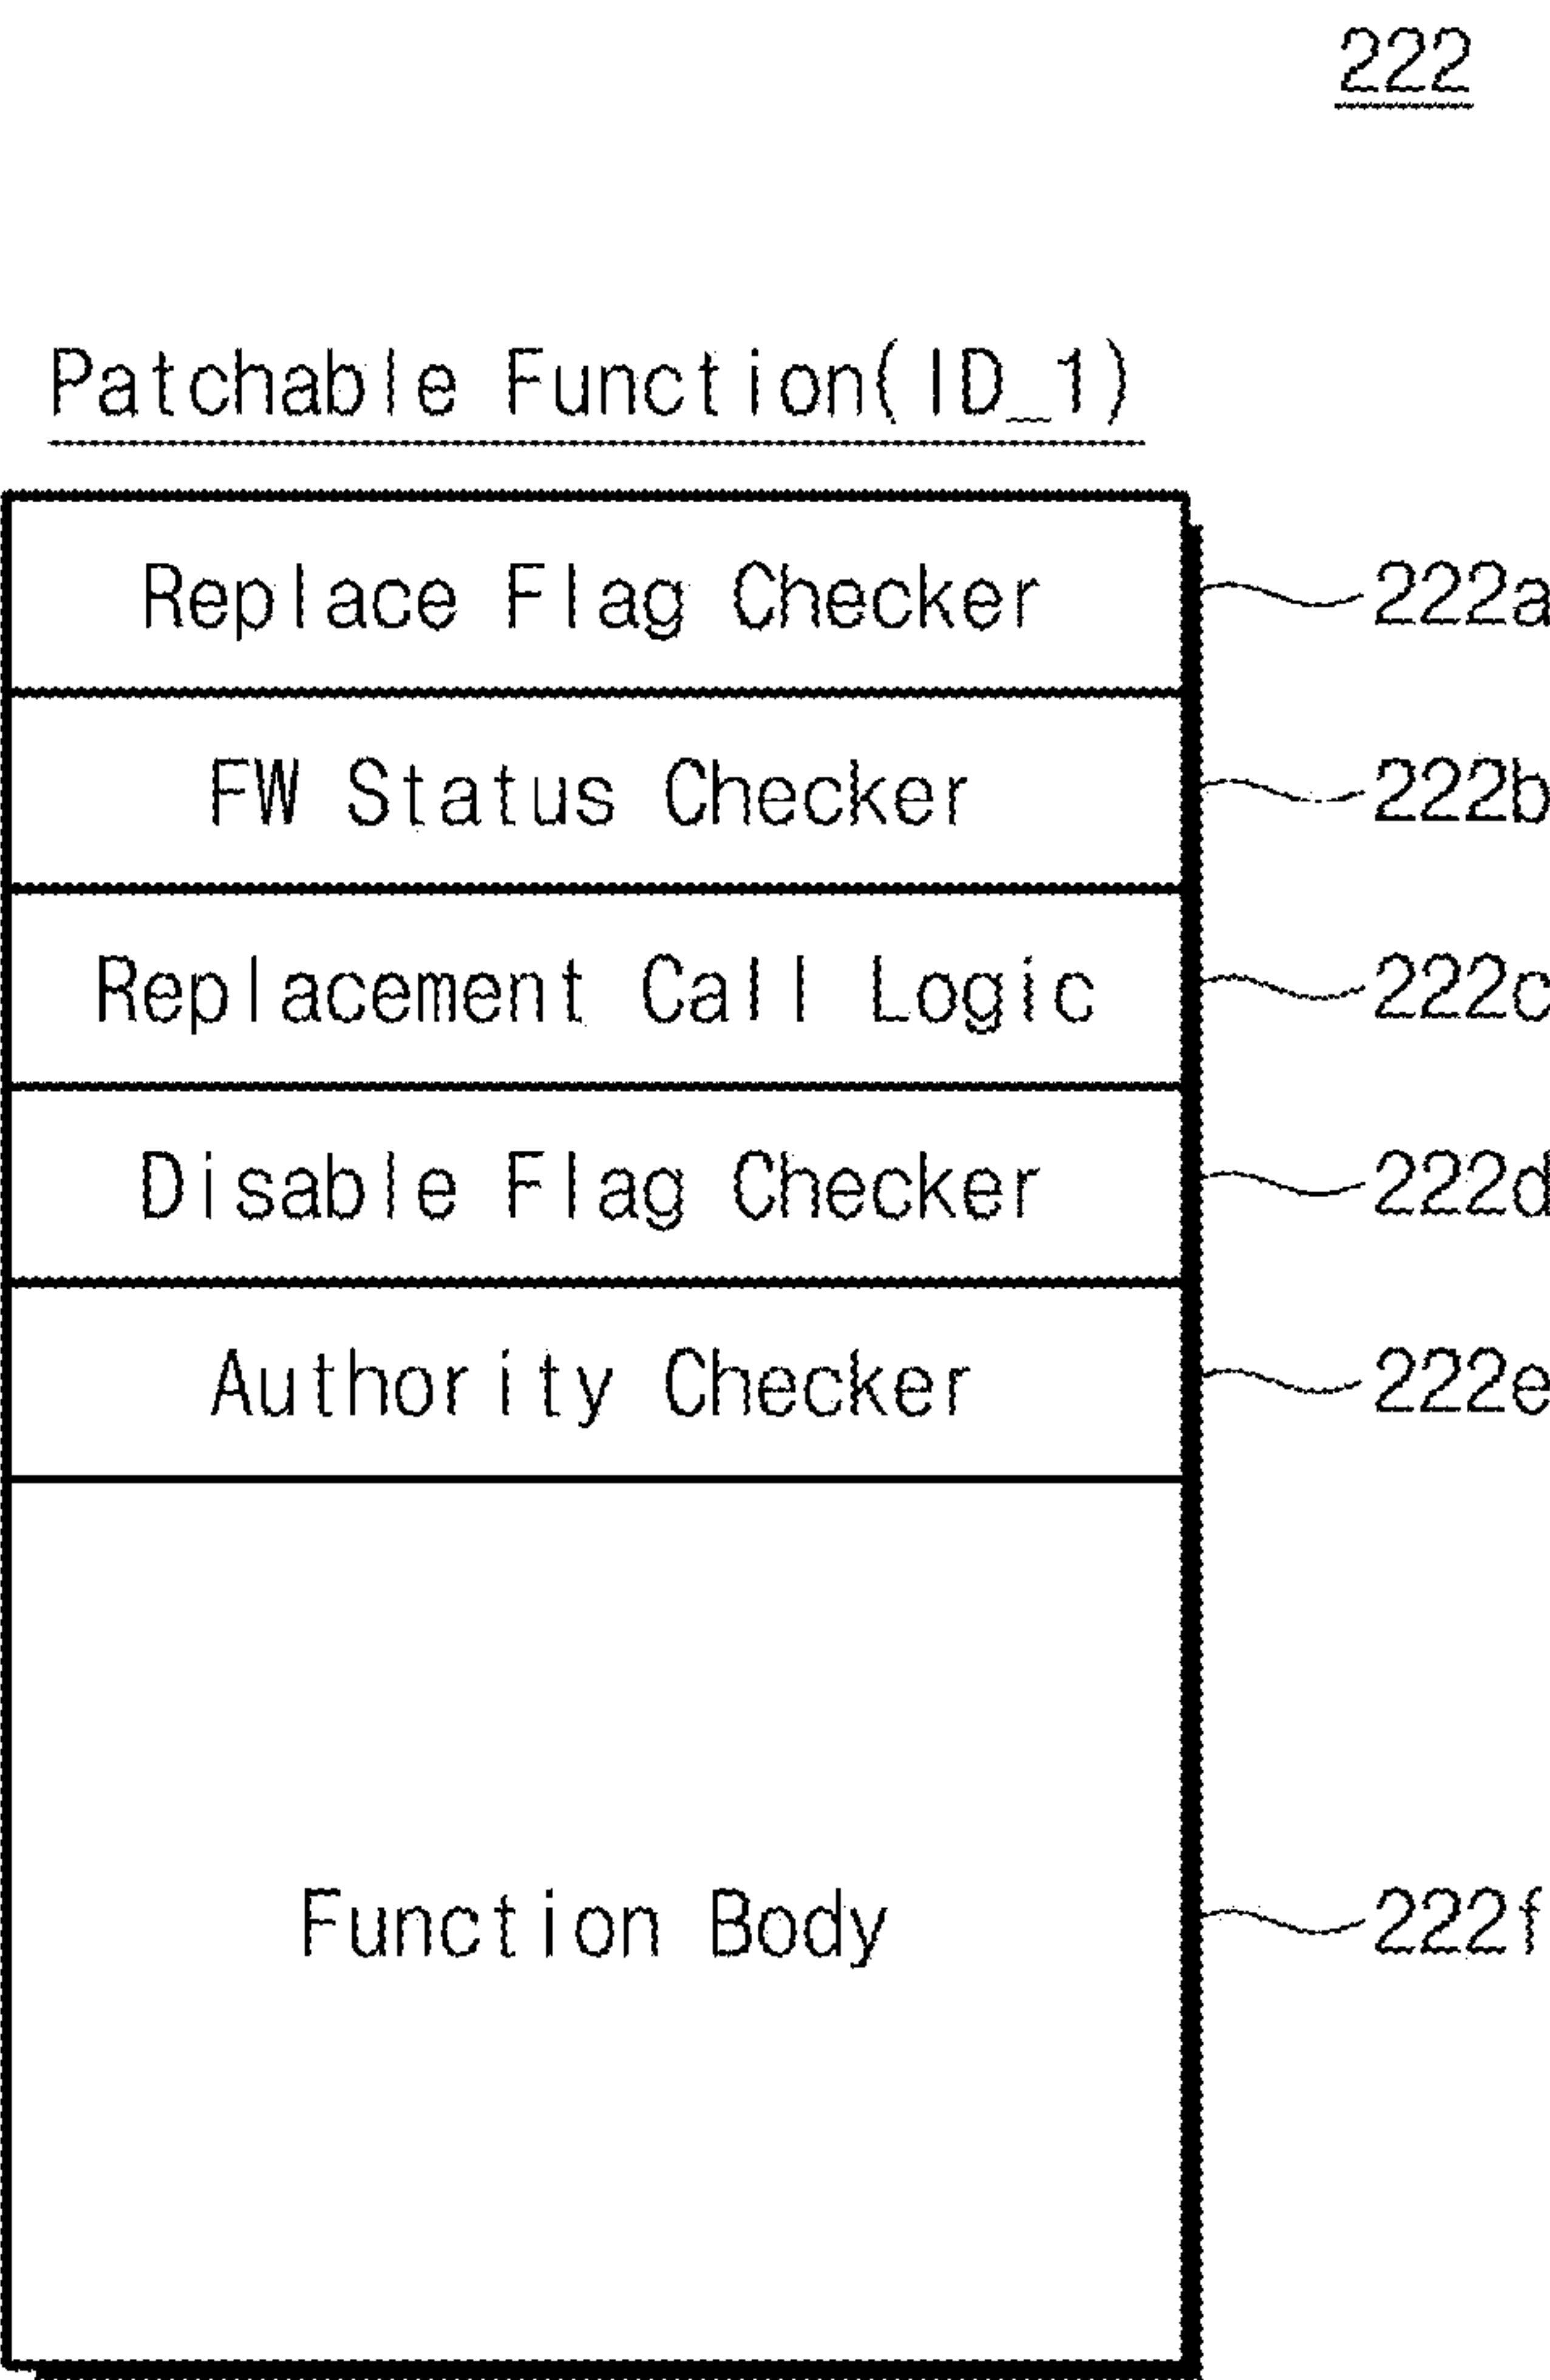 222
Patchable Function(ID_1)
Replace Flag Checker 222a
FW Status Checker 222b
Replacement Call Logic 222c
Disable Flag Checker 222d
Authority Checker 222e
Function Body 222f